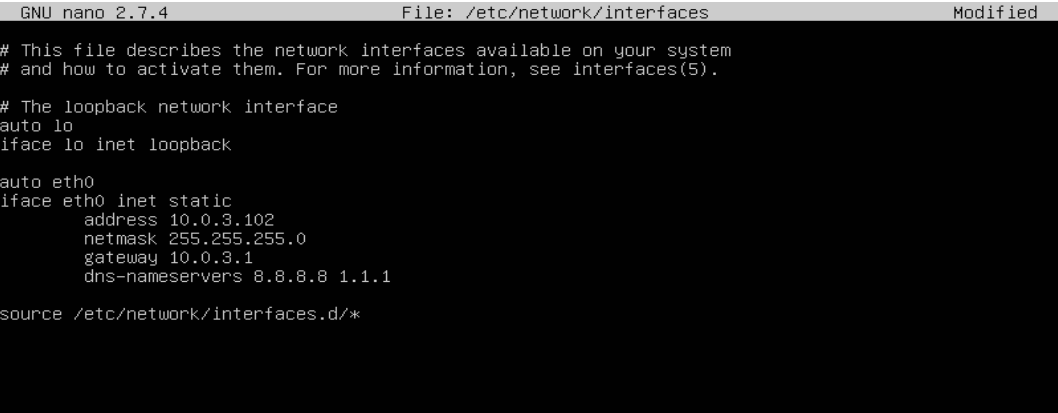 GNU nano 2.7.4 File: /etc/network/interfaces Modified
# This file describes the network interfaces available on your system
# and how to activate them. For more information, see interfaces(5).
# The loopback network interface
auto lo
iface lo inet loopback
auto eth0
iface eth0 inet static
address 10.0.3.102
netmask 255.255.255.0
gateway 10.0.3.1
dns-nameservers 8.8.8.8 1.1.1
source /etc/network/interfaces.d/*